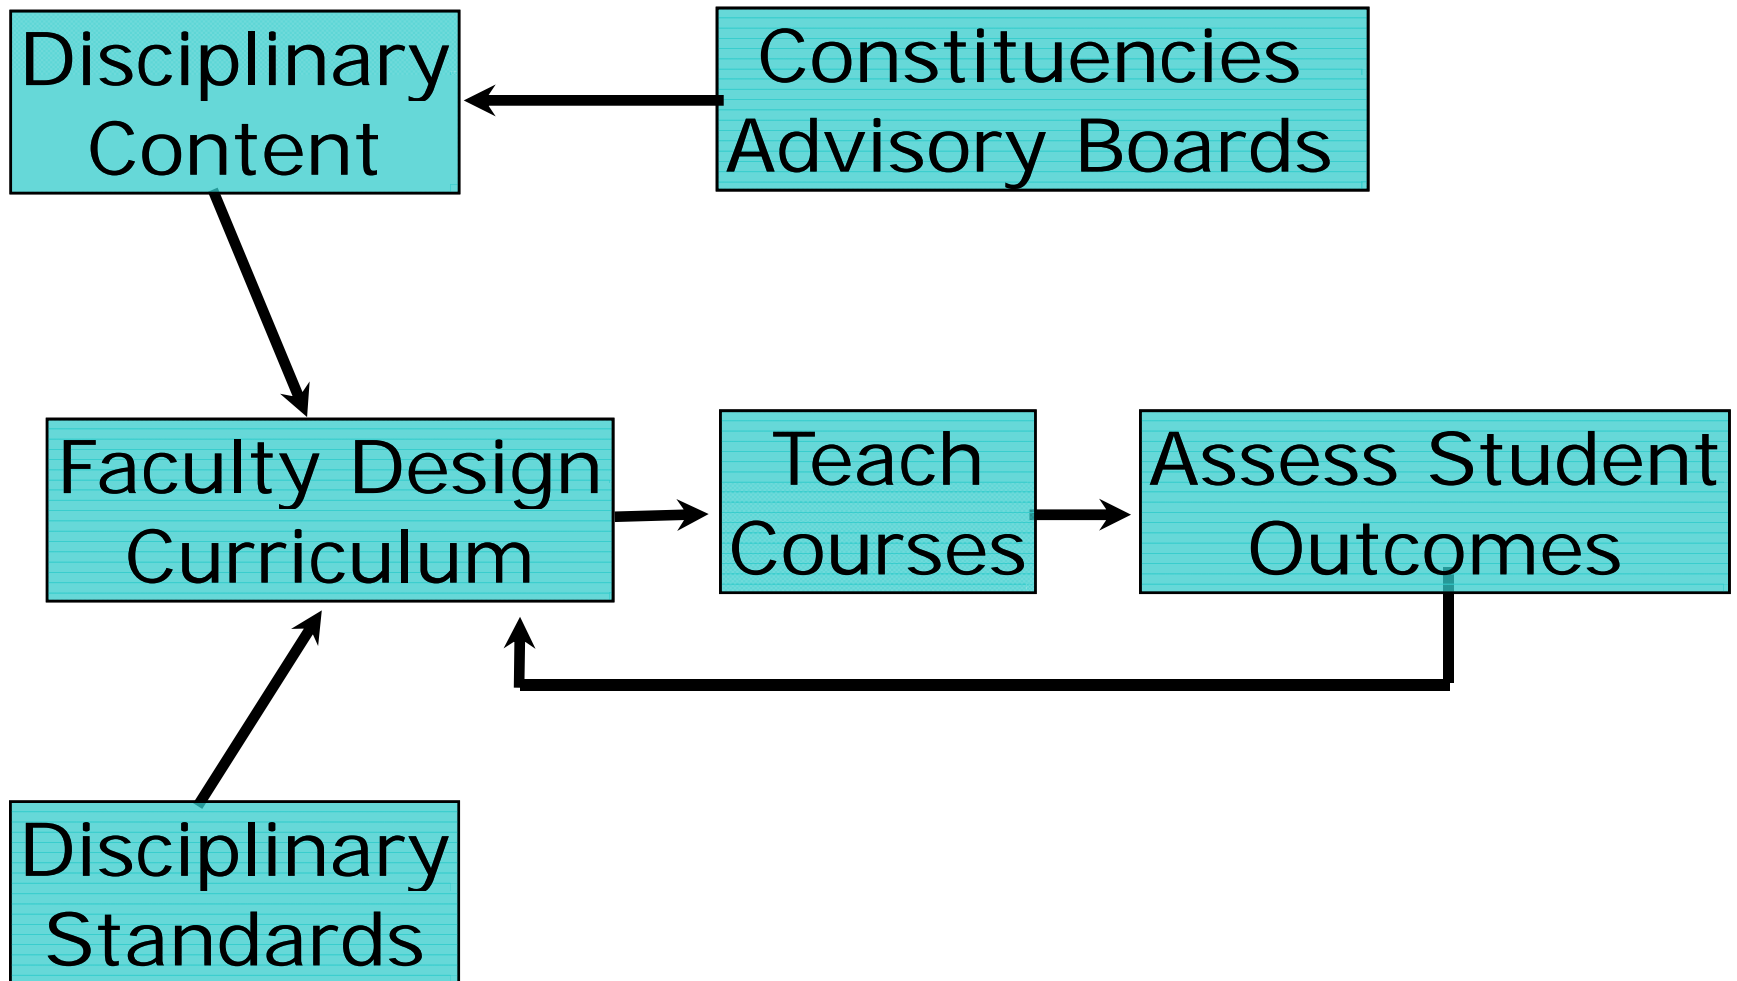 Disciplinary
Content
Constituencies
Advisory Boards
Faculty Design
Curriculum
Teach
Courses
Assess Student
Outcomes
Disciplinary
Standards